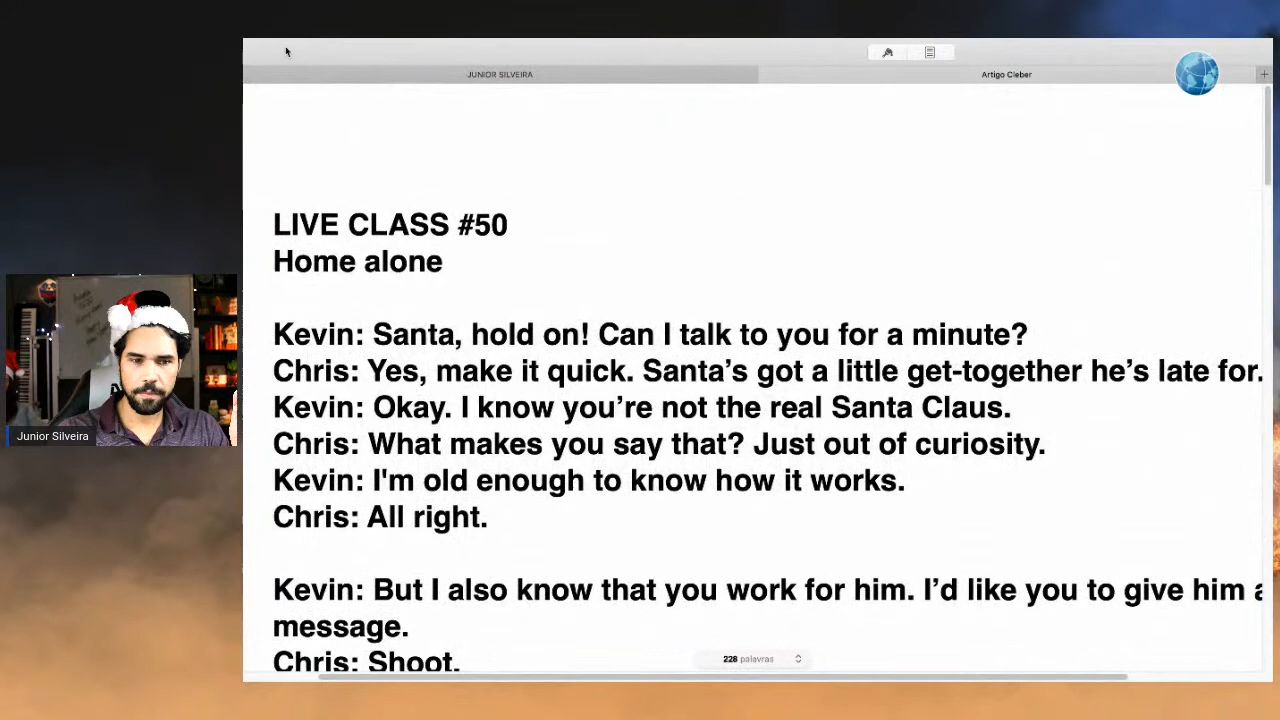 JUNIOR SILVEIRA
Artigo Cleber
LIVE CLASS #50
Home alone
Kevin: Santa, hold on! Can I talk to you for a minute?
Chris: Yes, make it quick. Santa’s got a little get-together he’s late for.
Kevin: Okay. I know you’re not the real Santa Claus.
Chris: What makes you say that? Just out of curiosity.
Kevin: I'm old enough to know how it works.
Chris: All right.
Kevin: But I also know that you work for him. I’d like you to give him a
message.
Chris: Shoot.
228 palavras
Junior Silveira